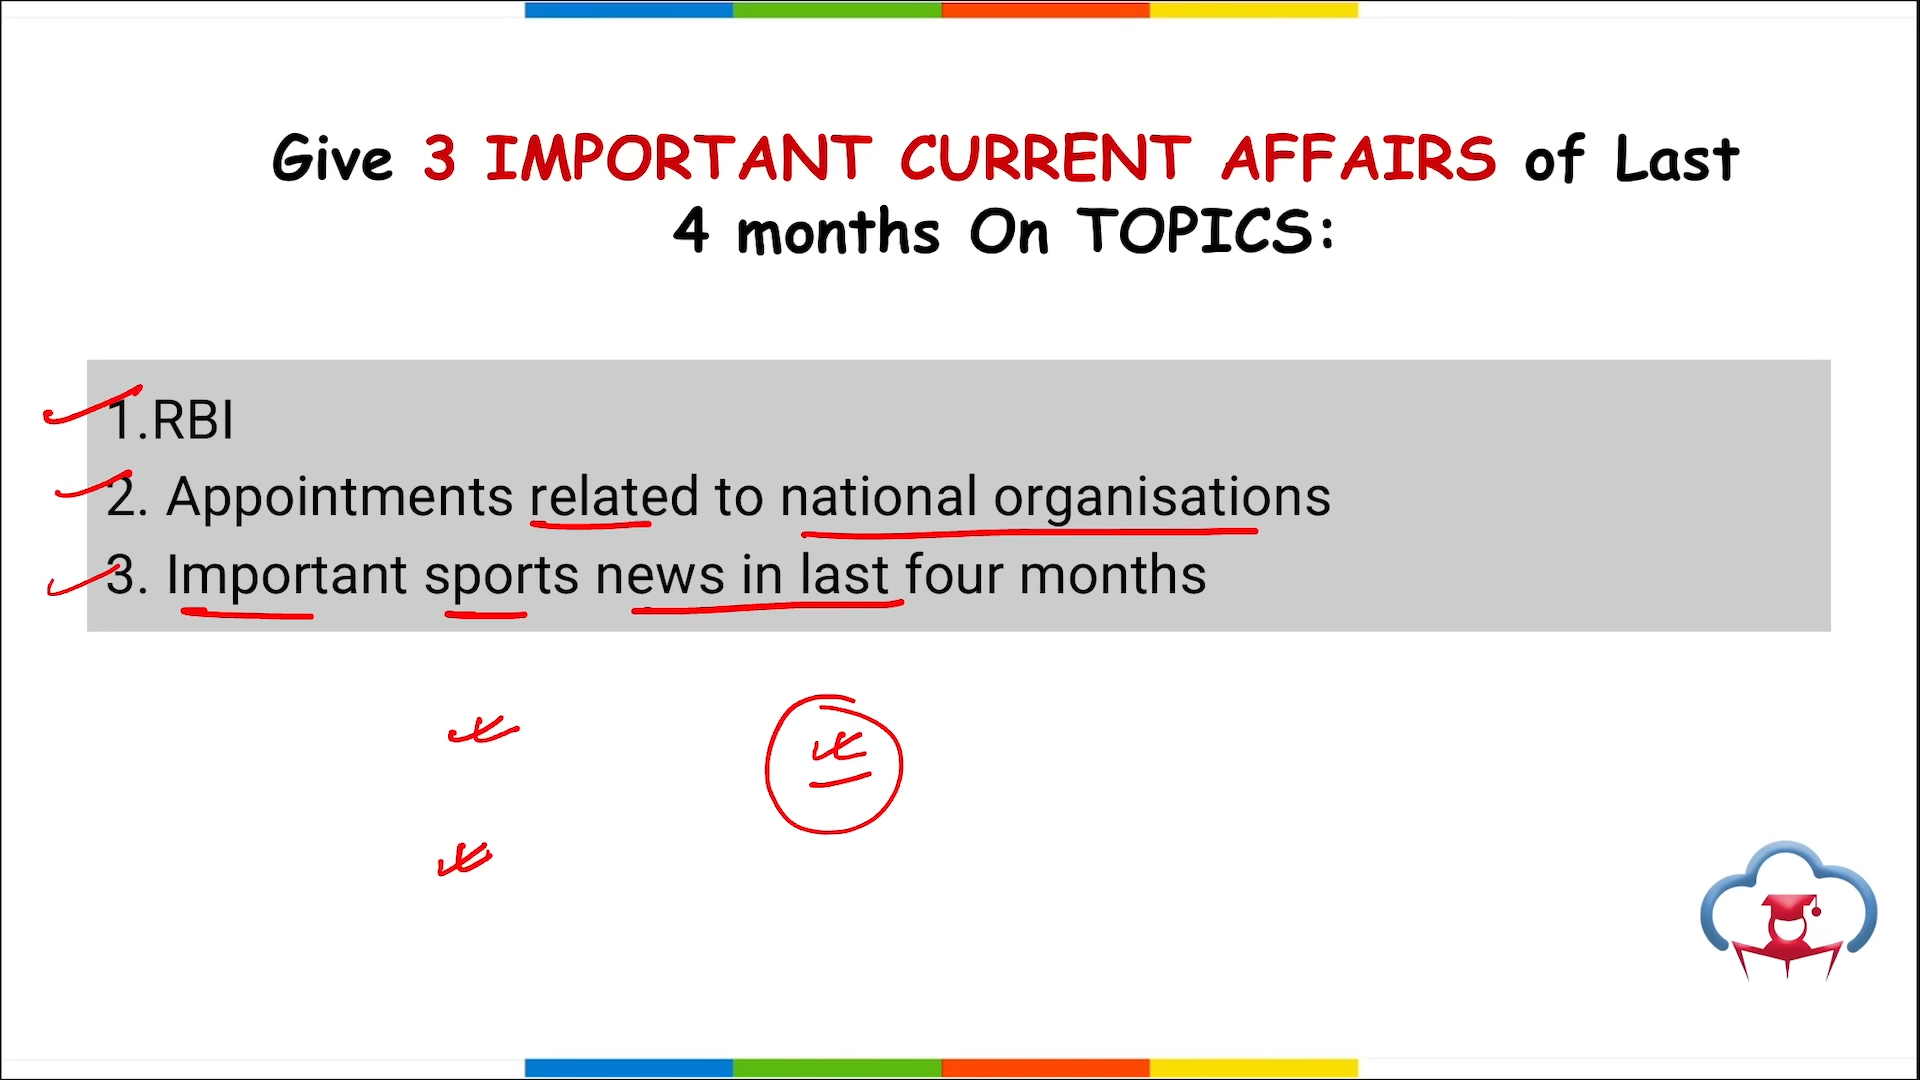 Give 3 IMPORTANT CURRENT AFFAIRS of Last
4 months On TOPICS:
1.RBI
2. Appointments related to national organisations
3. Important sports news in last four months